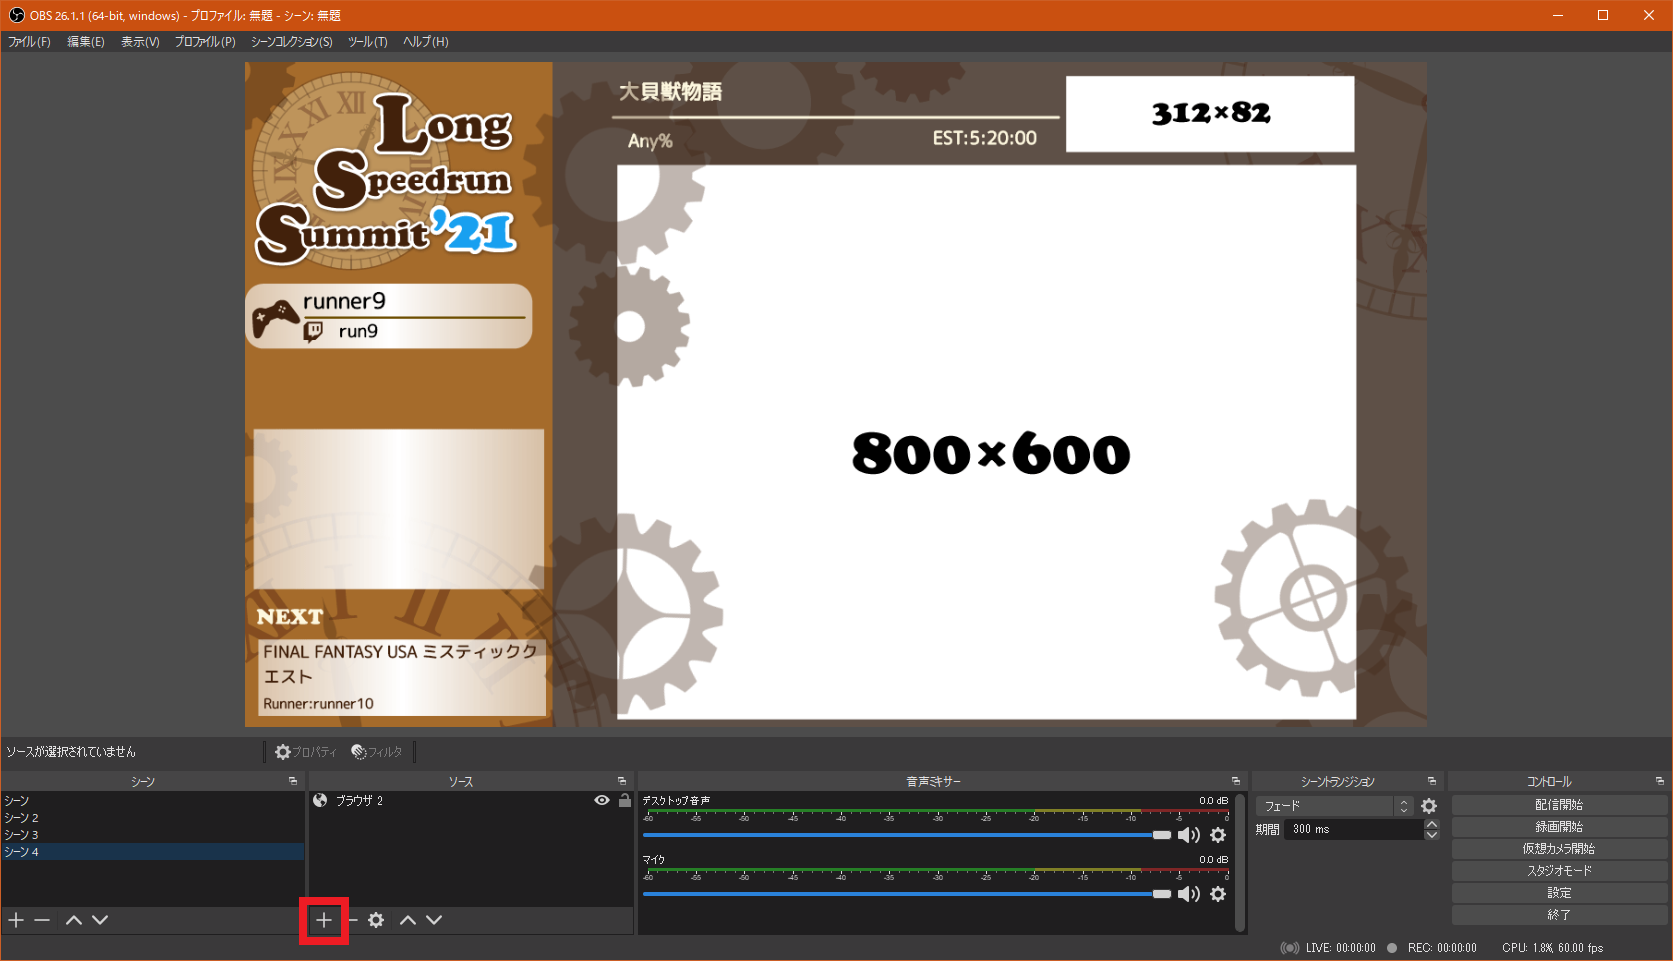 OBS 26.1.1 (64-bit, windows) - プロファイル: 無題 - シーン: 無題
ファイル(F) 編集(E) 表示(V) プロファイル(P) シーンコレクション(S) ツール(T) ヘルプ(H)
Long
Speedrun
Summit'21
runner9
run9
NEXT
FINAL FANTASY USA ミスティックク
エスト
Runner:runner10
大貝獣物語
Any%
EST:5:20:00
312×82
800×600
ソースが選択されていません
プロパティ
フィルタ
シーン
シーン
シーン 2
シーン 3
シーン 4
ソース
ブラウザ 2
音声ミキサー
デスクトップ音声
0.0 dB
-60 -55 -50 -45 -40 -35 -30 -25 -20 -15 -10 -5 0
マイク
0.0 dB
-60 -55 -50 -45 -40 -35 -30 -25 -20 -15 -10 -5 0
シーントランジション
フェード
期間 300 ms
コントロール
配信開始
録画開始
仮想カメラ開始
スタジオモード
設定
終了
LIVE: 00:00:00 REC: 00:00:00 CPU: 1.8%, 60.00 fps